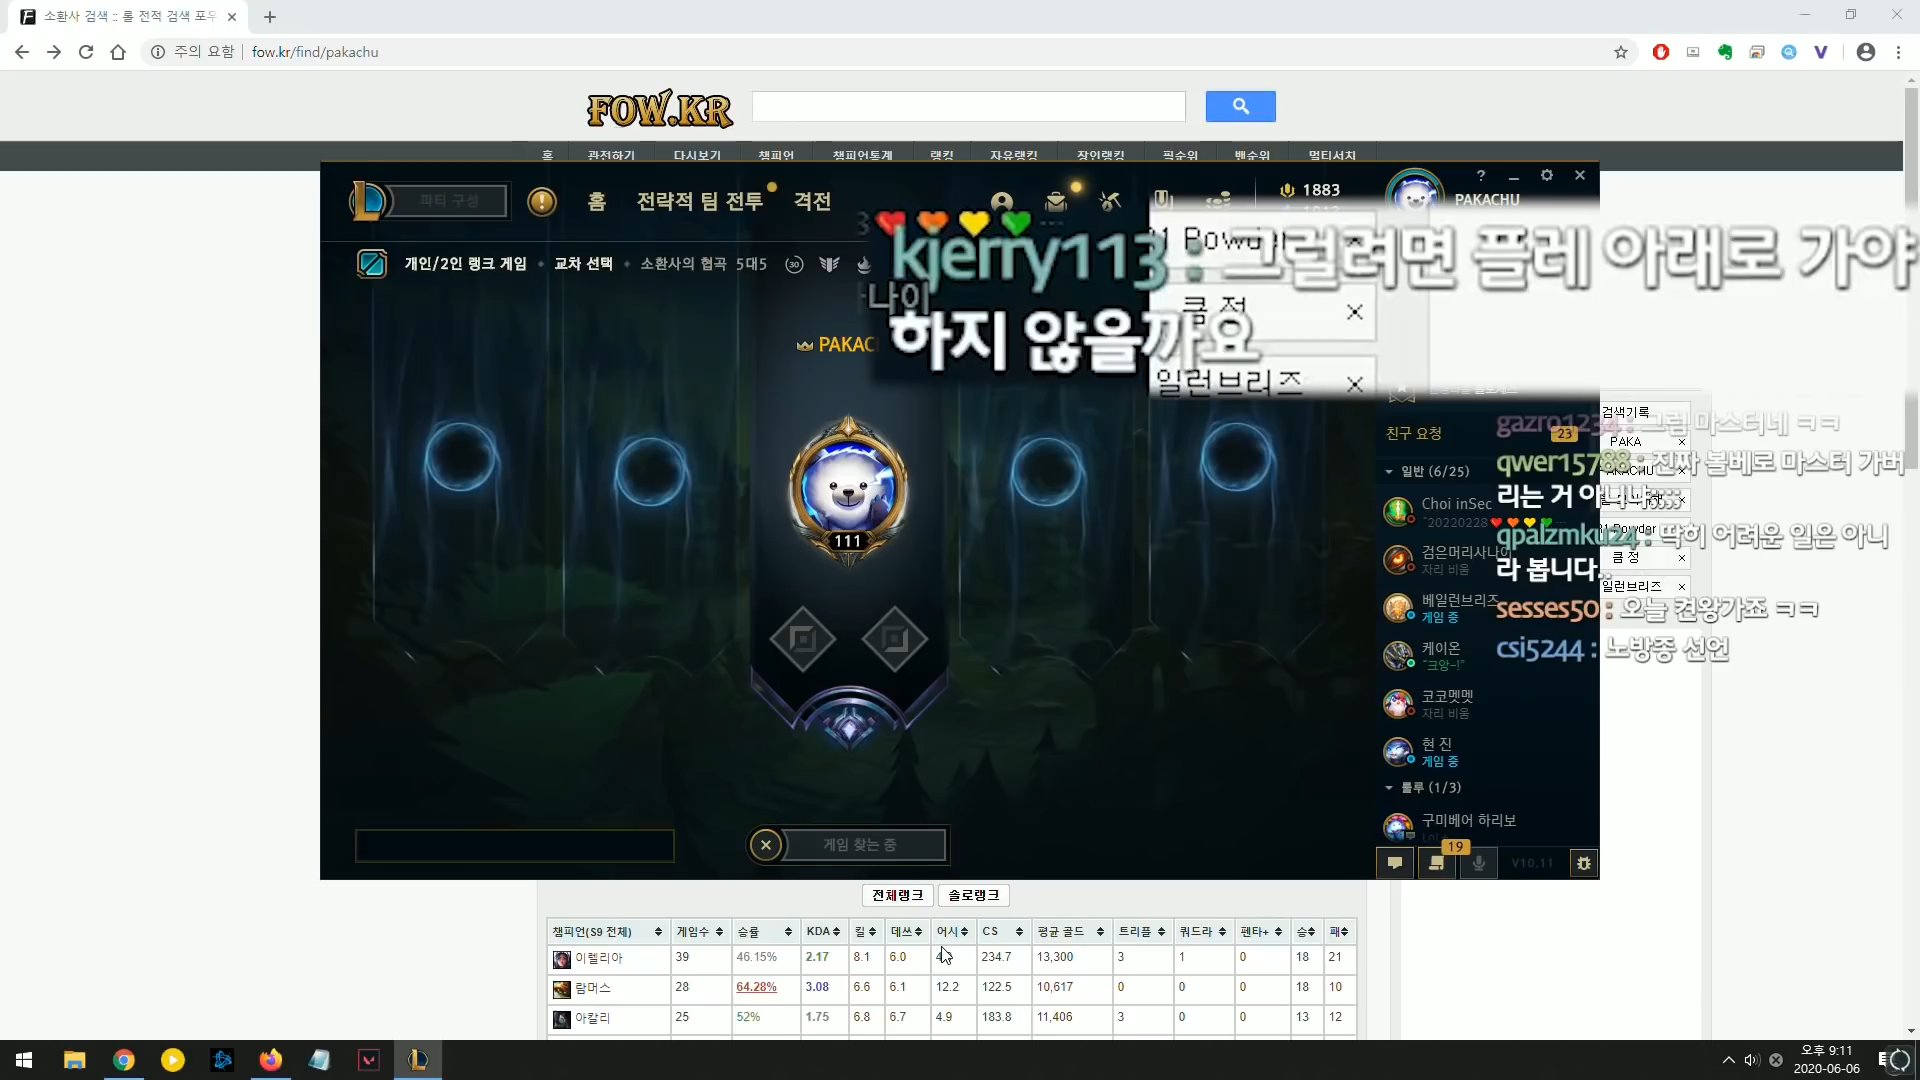 소환사 검색 :: 롤 전적 검색 포우
주의 요함
fow.kr/find/pakachu
FOW.KR
홈 관전하기 다시보기 챔피언 챔피언통계 랭킹 자유랭킹 장인랭킹 픽순위 밴순위 멀티서치
파티 구성
홈 전략적 팀 전투 격전
1883
PAKACHU
개인/2인 랭크 게임 • 교차 선택 • 소환사의 협곡 5대5 30
kjerry113 : 그럴려면 플레 아래로 가야
하지 않을까요
나이
큼 정
일런브리즈
PAKAC
111
게임 찾는 중
친구 요청 23
일반 (6/25)
Choi inSec
"20220228
검은머리사나이
자리 비움
베일런브리즈
게임 중
케이온
"크앙~!"
코코멧멧
자리 비움
현 진
게임 중
롤루 (1/3)
구미베어 하리보
19
V10.11
검색기록
PAKA
PAKACHU
31 Powder
큼 정
일런브리즈
gazro1234 : 그럼 마스터네 ㅋㅋ
qwer15788 : 진짜 볼베로 마스터 가버
리는 거 아니냐;;;;
qpalzmku24 : 딱히 어려운 일은 아니
라 봅니다..
sesses50 : 오늘 켠왕가죠 ㅋㅋ
csi5244 : 노방종 선언
전체랭크 솔로랭크
챔피언(S9 전체) 게임수 승률 KDA 킬 데쓰 어시 CS 평균 골드 트리플 쿼드라 펜타+ 승 패
이렐리아 39 46.15% 2.17 8.1 6.0 234.7 13,300 3 1 0 18 21
람머스 28 64.28% 3.08 6.6 6.1 12.2 122.5 10,617 0 0 0 18 10
아칼리 25 52% 1.75 6.8 6.7 4.9 183.8 11,406 3 0 0 13 12
오후 9:11
2020-06-06